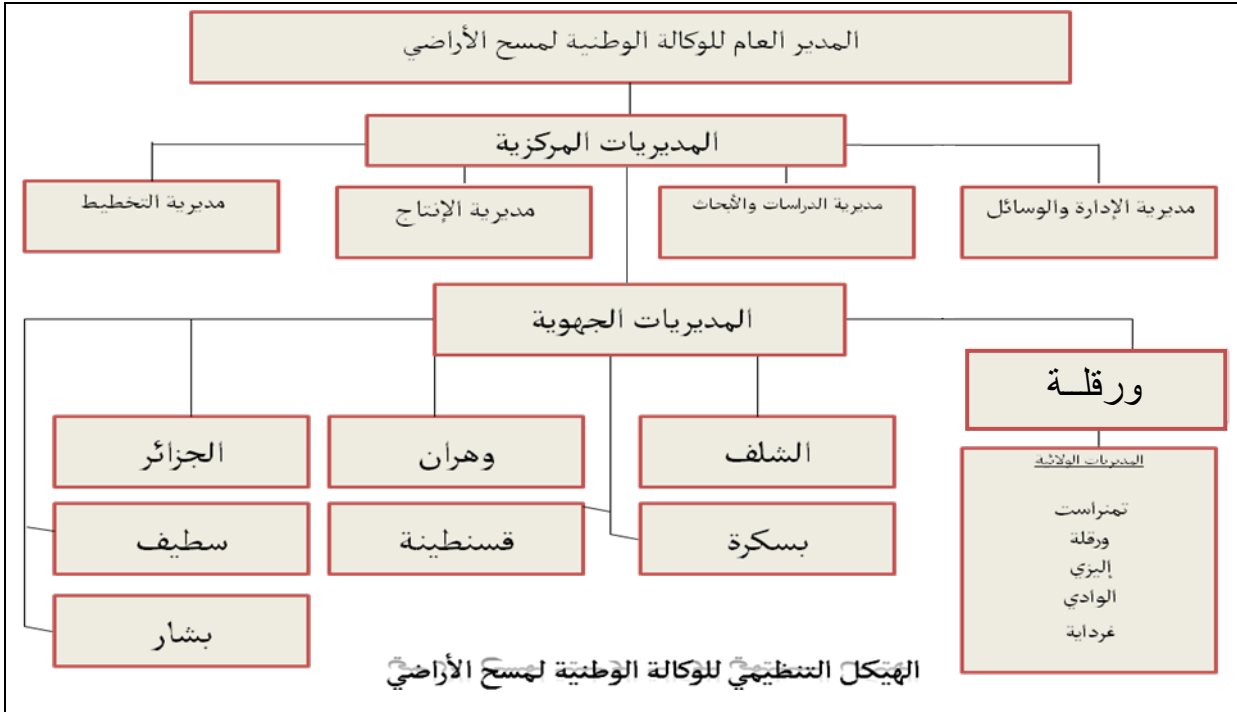 المدير العام للوكالة الوطنية لمسح الأراضي
المديريات المركزية
مديرية الإدارة والوسائل
مديرية الدراسات والأبحاث
مديرية الإنتاج
مديرية التخطيط
المديريات الجهوية
ورقلــة
الشلف
وهران
الجزائر
بسكرة
قسنطينة
سطيف
بشار
المديريات الولائية
تمنراست
ورقلة
إليزي
الوادي
غرداية
الهيكل التنظيمي للوكالة الوطنية لمسح الأراضي